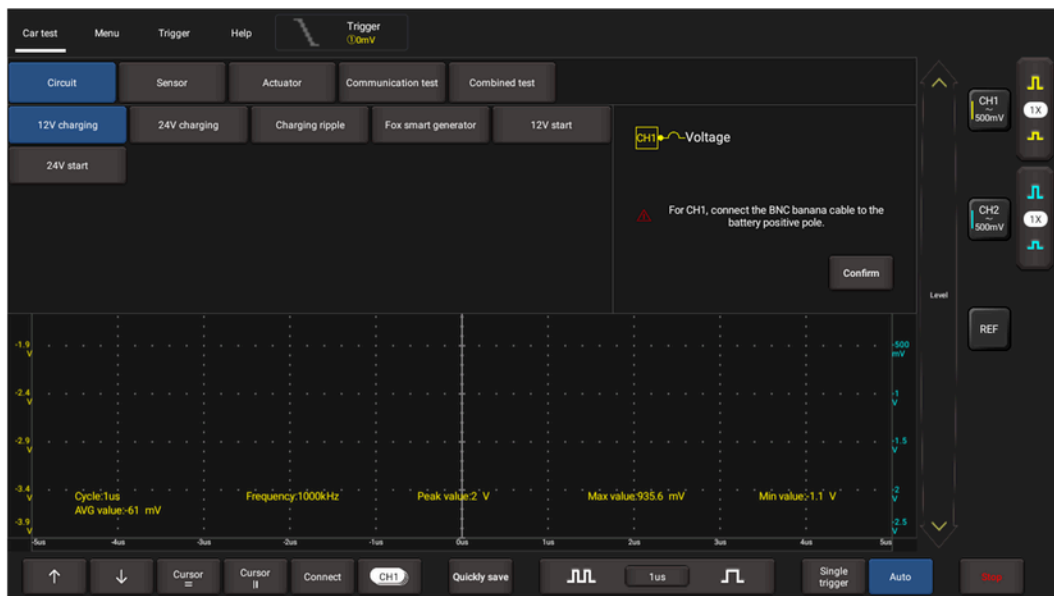 Car test
Menu
Trigger
Help
Trigger
①0mV
Circuit
Sensor
Actuator
Communication test
Combined test
12V charging
24V charging
Charging ripple
Fox smart generator
12V start
24V start
CH1
Voltage
For CH1, connect the BNC banana cable to the
battery positive pole.
Confirm
Level
CH1
~
500mV
1X
CH2
~
500mV
1X
REF
-1.9
V
-2.4
V
-2.9
V
-3.4
V
-3.9
V
-500
mV
-1
V
-1.5
V
-2
V
-2.5
V
Cycle:1us
Frequency:1000kHz
Peak value:2 V
Max value:935.6 mV
Min value:-1.1 V
AVG value:-61 mV
-5us
-4us
-3us
-2us
-1us
0us
1us
2us
3us
4us
5us
↑
↓
Cursor
=
Cursor
||
Connect
CH1
Quickly save
1us
Single
trigger
Auto
Stop